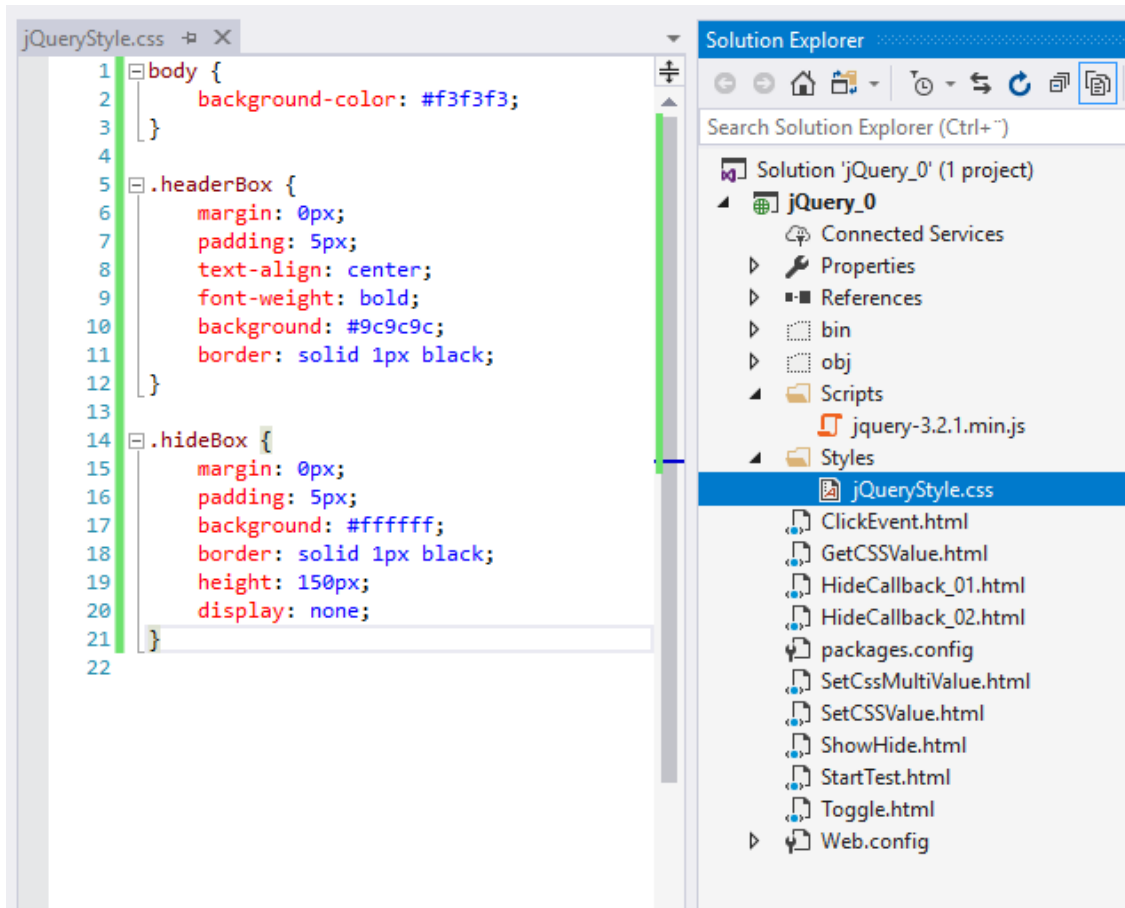 jQueryStyle.css
1 body {
2 background-color: #f3f3f3;
3 }
4
5 .headerBox {
6 margin: 0px;
7 padding: 5px;
8 text-align: center;
9 font-weight: bold;
10 background: #9c9c9c;
11 border: solid 1px black;
12 }
13
14 .hideBox {
15 margin: 0px;
16 padding: 5px;
17 background: #ffffff;
18 border: solid 1px black;
19 height: 150px;
20 display: none;
21 }
22
Solution Explorer
Search Solution Explorer (Ctrl+¨)
Solution 'jQuery_0' (1 project)
jQuery_0
Connected Services
Properties
References
bin
obj
Scripts
jquery-3.2.1.min.js
Styles
jQueryStyle.css
ClickEvent.html
GetCSSValue.html
HideCallback_01.html
HideCallback_02.html
packages.config
SetCssMultiValue.html
SetCSSValue.html
ShowHide.html
StartTest.html
Toggle.html
Web.config